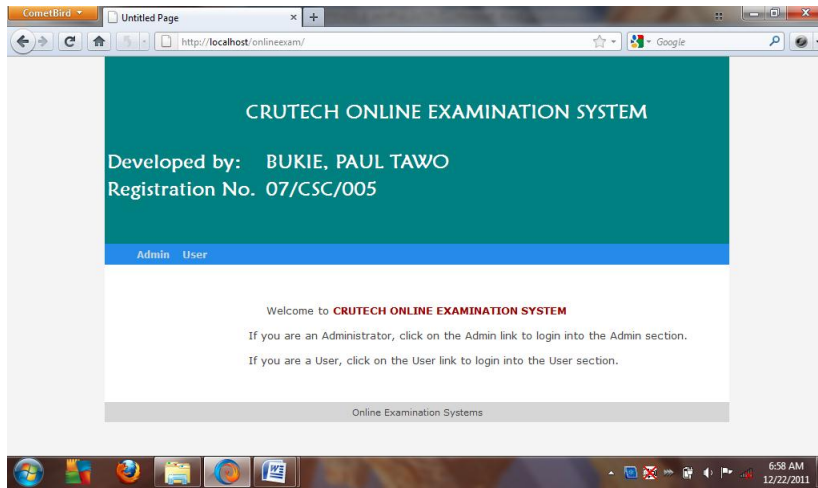 CometBird
Untitled Page
http://localhost/onlineexam/
Google
CRUTECH ONLINE EXAMINATION SYSTEM
Developed by: BUKIE, PAUL TAWO
Registration No. 07/CSC/005
Admin User
Welcome to CRUTECH ONLINE EXAMINATION SYSTEM
If you are an Administrator, click on the Admin link to login into the Admin section.
If you are a User, click on the User link to login into the User section.
Online Examination Systems
6:58 AM
12/22/2011